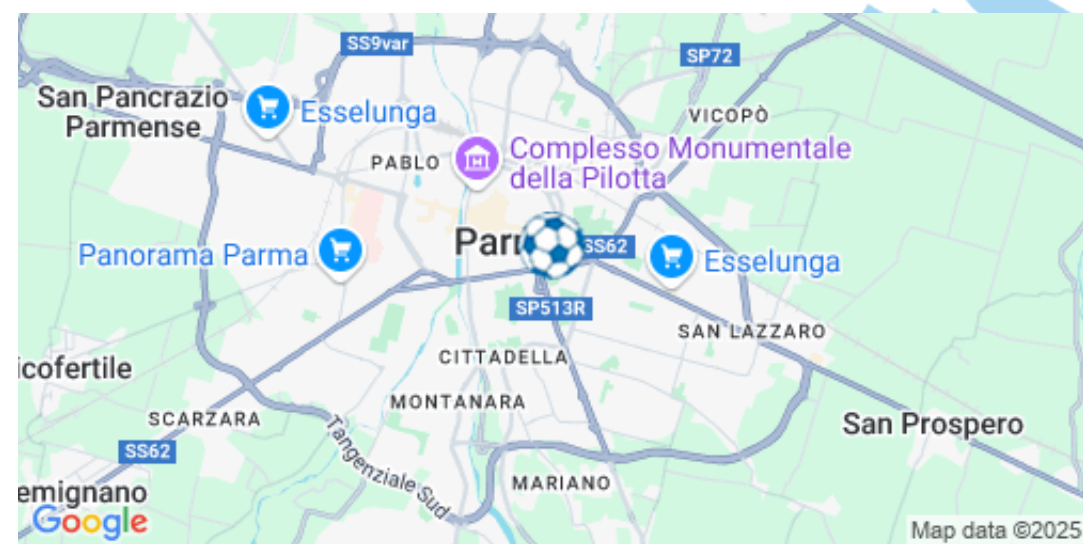 SS9var
SP72
San Pancrazio
Parmense
Esselunga
VICOPÒ
PABLO
Complesso Monumentale
della Pilotta
Panorama Parma
SS62
Esselunga
SP513R
SAN LAZZARO
CITTADELLA
icofertile
MONTANARA
SCARZARA
San Prospero
SS62
Tangenziale Sud
MARIANO
emignano
Google
Map data ©2025